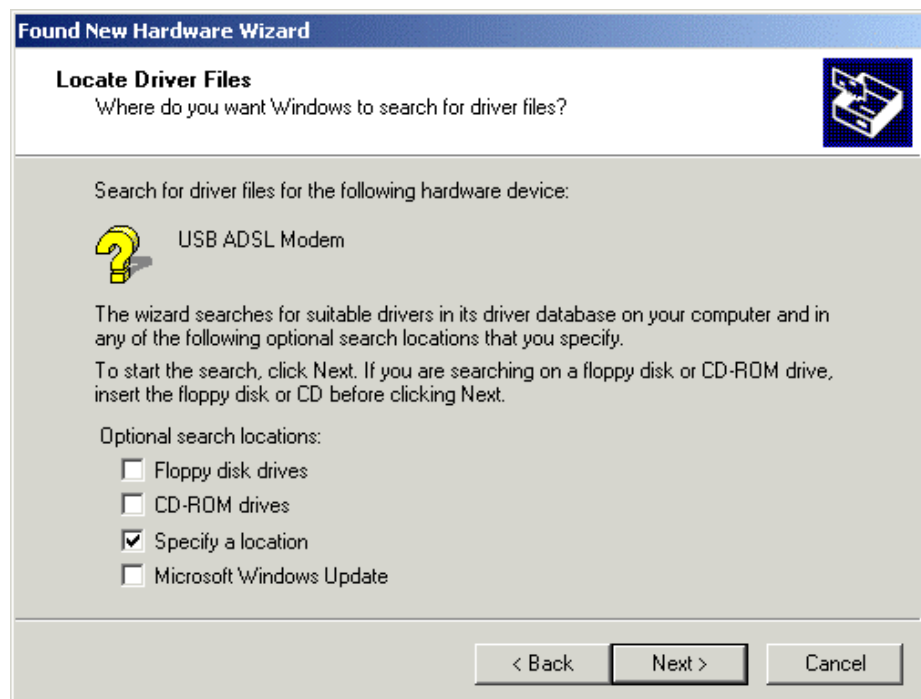 Found New Hardware Wizard
Locate Driver Files
Where do you want Windows to search for driver files?
Search for driver files for the following hardware device:
USB ADSL Modem
The wizard searches for suitable drivers in its driver database on your computer and in
any of the following optional search locations that you specify.
To start the search, click Next. If you are searching on a floppy disk or CD-ROM drive,
insert the floppy disk or CD before clicking Next.
Optional search locations:
Floppy disk drives
CD-ROM drives
Specify a location
Microsoft Windows Update
< Back Next > Cancel